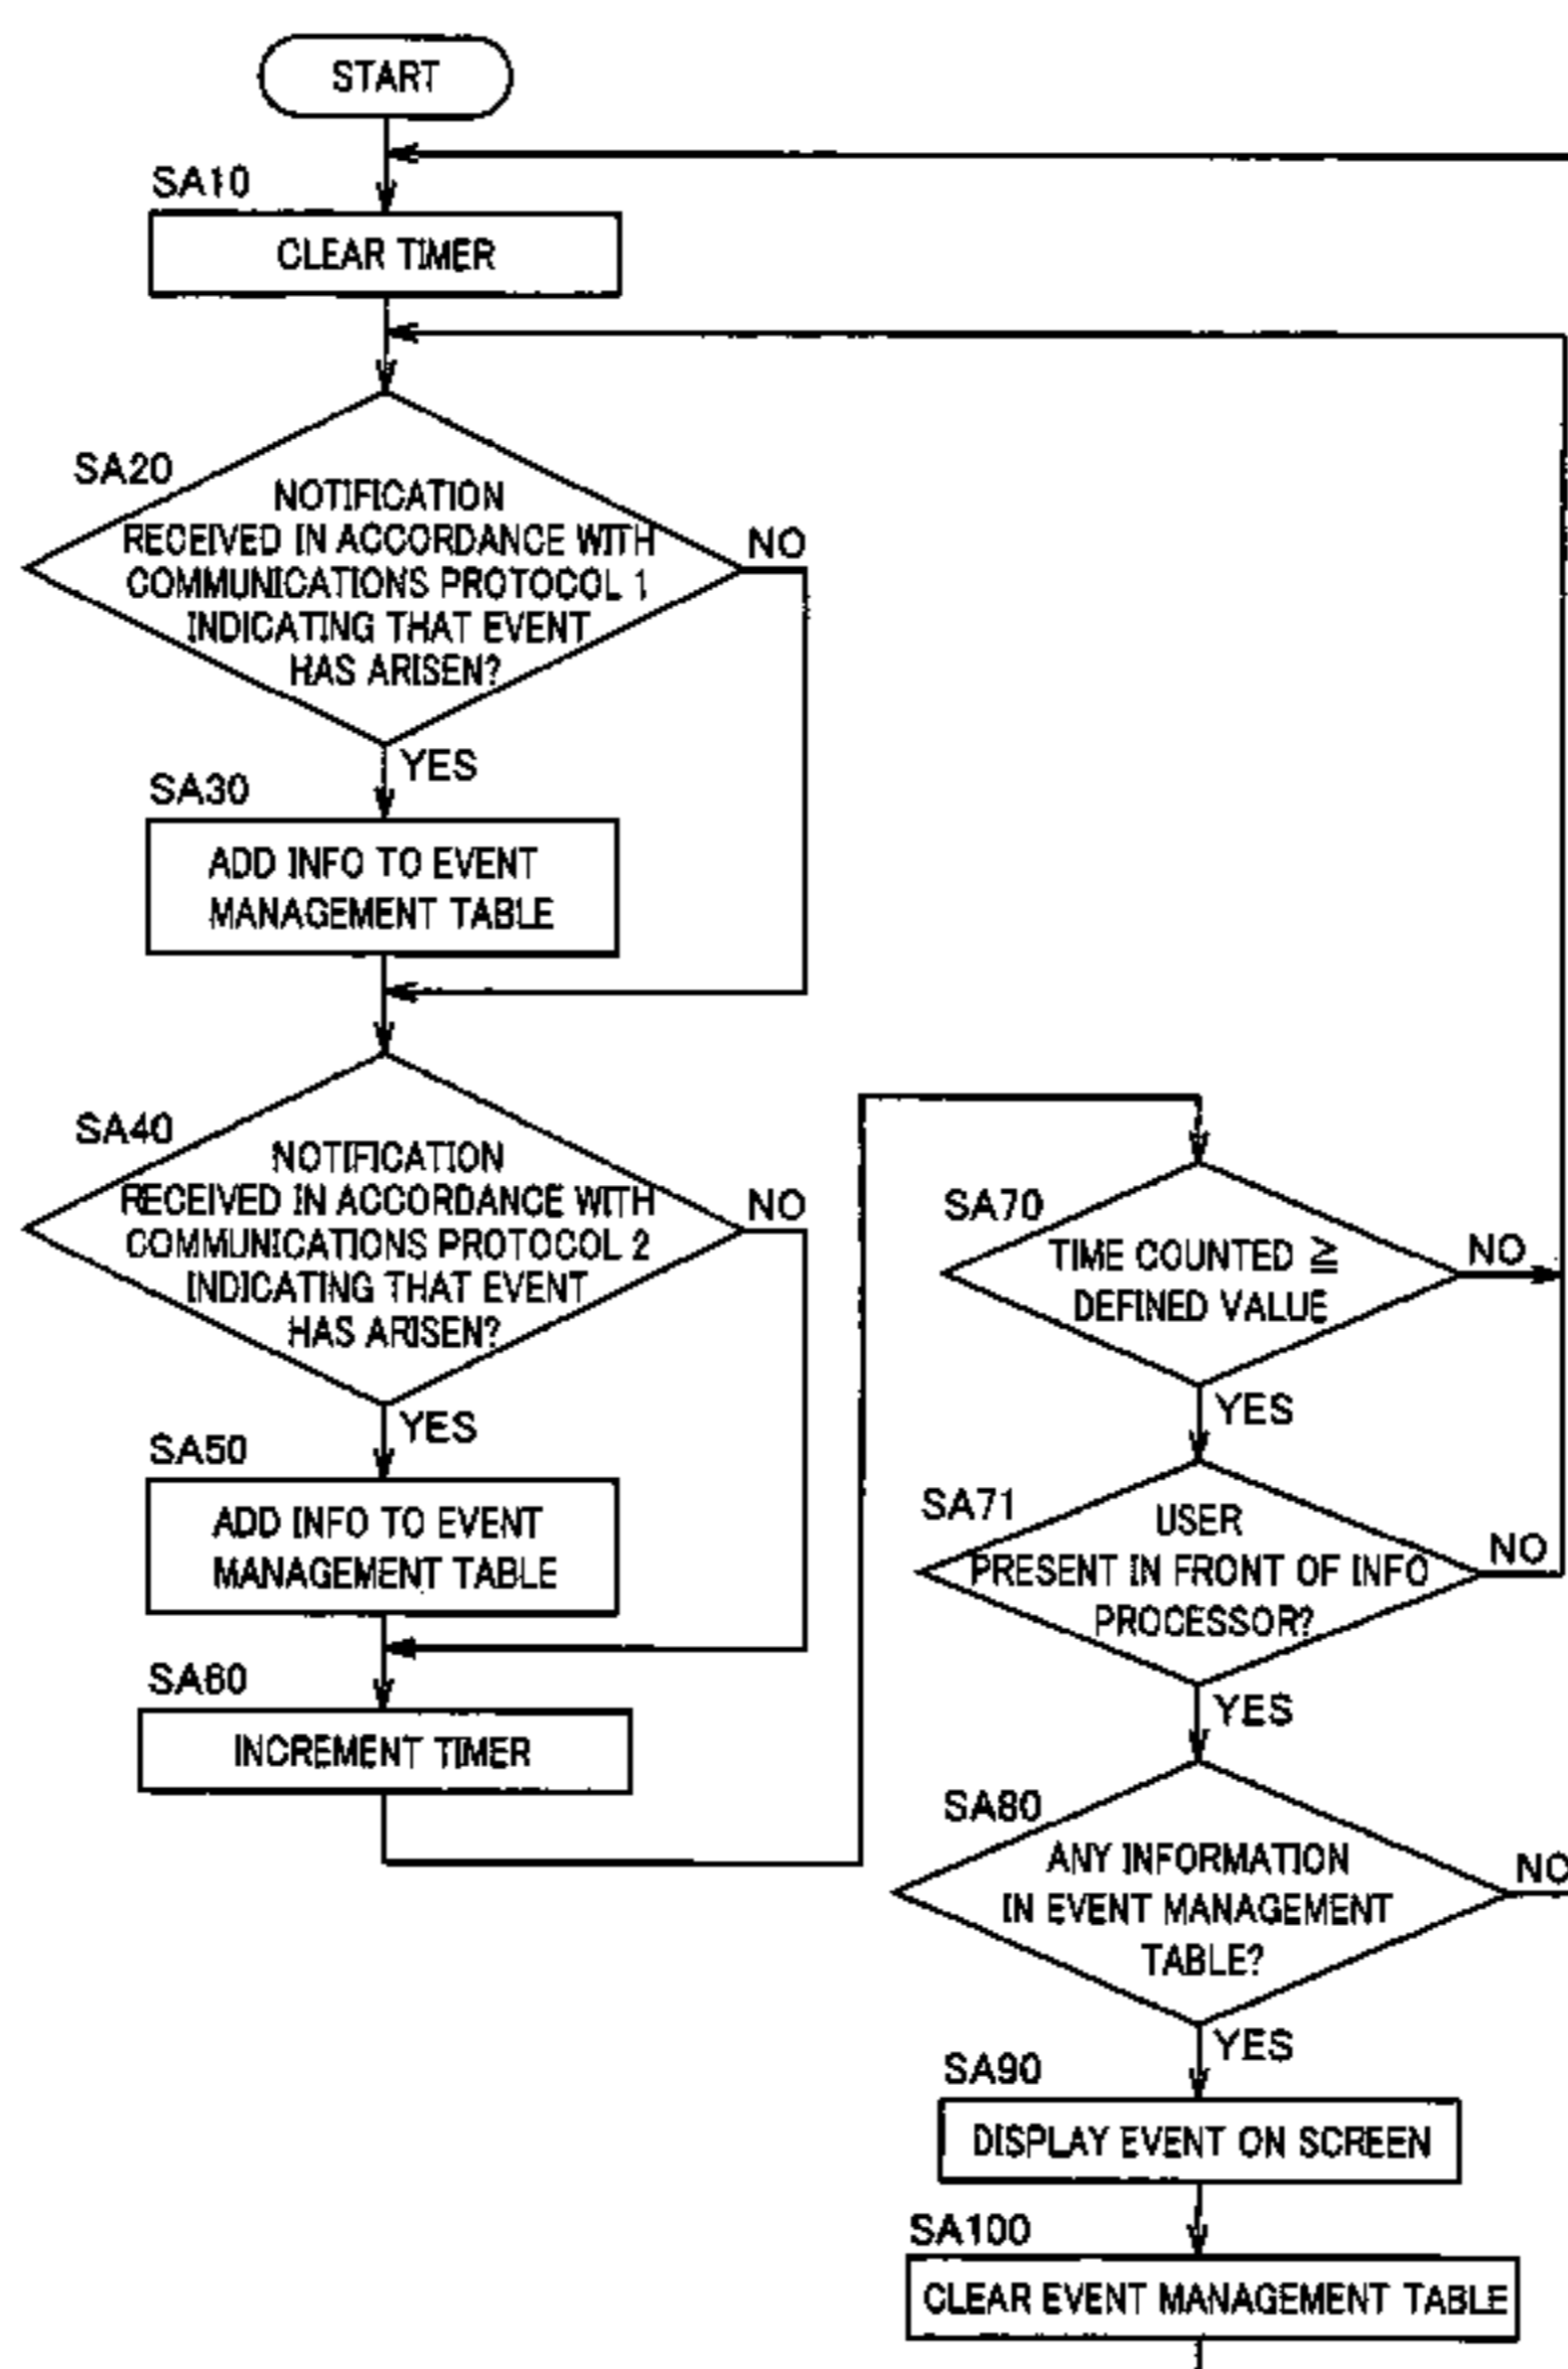 START
SA10
CLEAR TIMER
SA20
NOTIFICATION
RECEIVED IN ACCORDANCE WITH
COMMUNICATIONS PROTOCOL 1
INDICATING THAT EVENT
HAS ARISEN?
NO
YES
SA30
ADD INFO TO EVENT
MANAGEMENT TABLE
SA40
NOTIFICATION
RECEIVED IN ACCORDANCE WITH
COMMUNICATIONS PROTOCOL 2
INDICATING THAT EVENT
HAS ARISEN?
NO
YES
SA50
ADD INFO TO EVENT
MANAGEMENT TABLE
SA60
INCREMENT TIMER
SA70
TIME COUNTED ≧
DEFINED VALUE
NO
YES
SA71
USER
PRESENT IN FRONT OF INFO
PROCESSOR?
NO
YES
SA80
ANY INFORMATION
IN EVENT MANAGEMENT
TABLE?
NO
YES
SA90
DISPLAY EVENT ON SCREEN
SA100
CLEAR EVENT MANAGEMENT TABLE